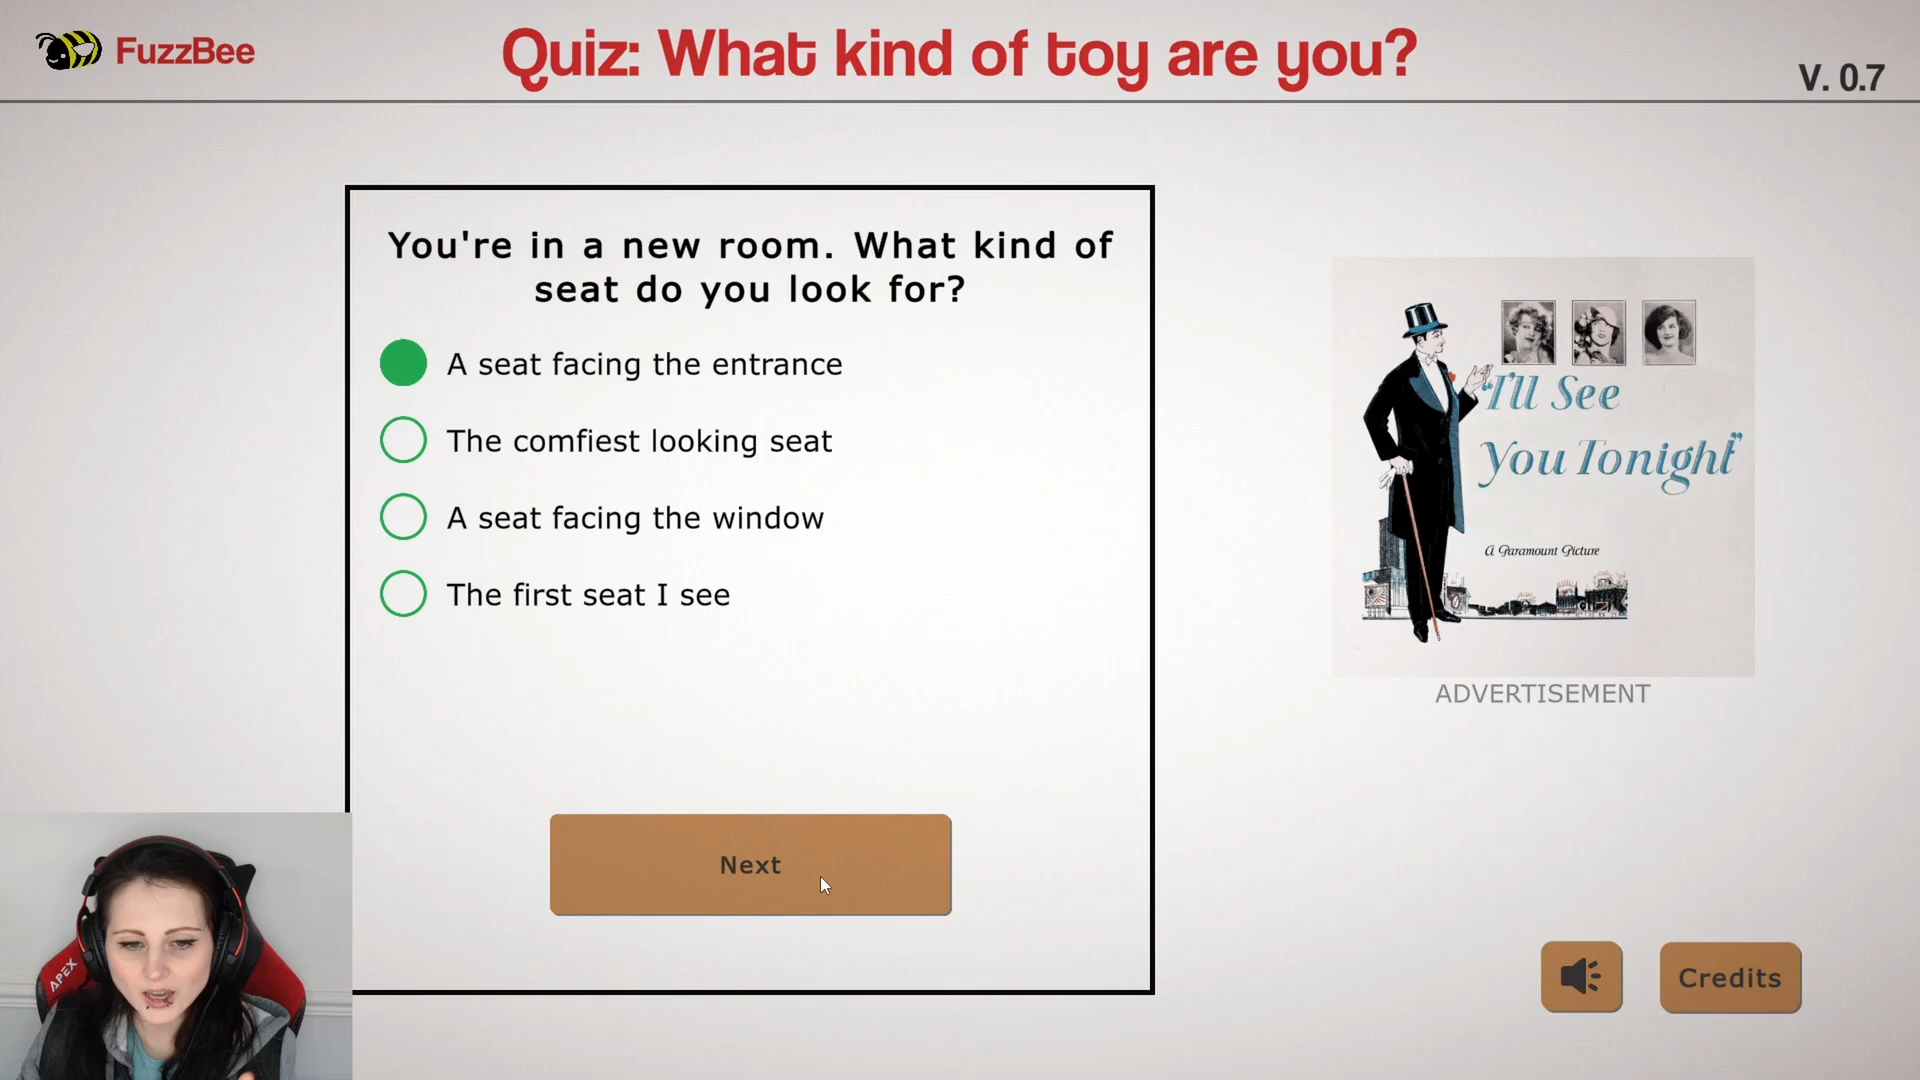 FuzzBee
Quiz: What kind of toy are you?
V. 0.7
You're in a new room. What kind of
seat do you look for?
A seat facing the entrance
The comfiest looking seat
A seat facing the window
The first seat I see
Next
"I'll See
You Tonight"
A Paramount Picture
ADVERTISEMENT
APEX
Credits